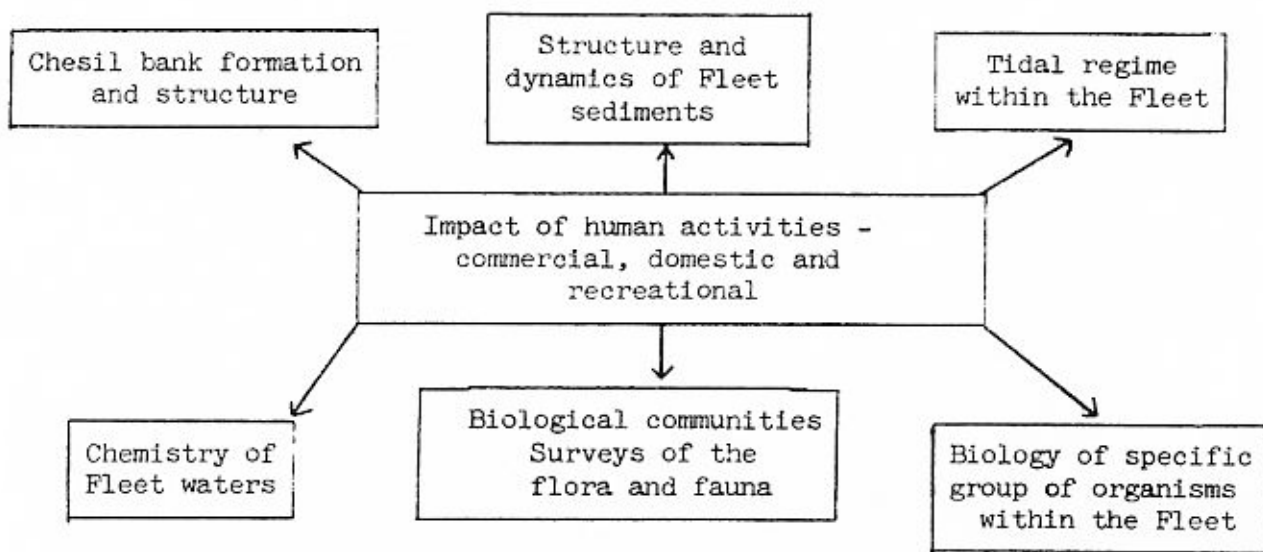 Chesil bank formation
and structure
Structure and
dynamics of Fleet
sediments
Tidal regime
within the Fleet
Impact of human activities -
commercial, domestic and
recreational
Chemistry of
Fleet waters
Biological communities
Surveys of the
flora and fauna
Biology of specific
group of organisms
within the Fleet